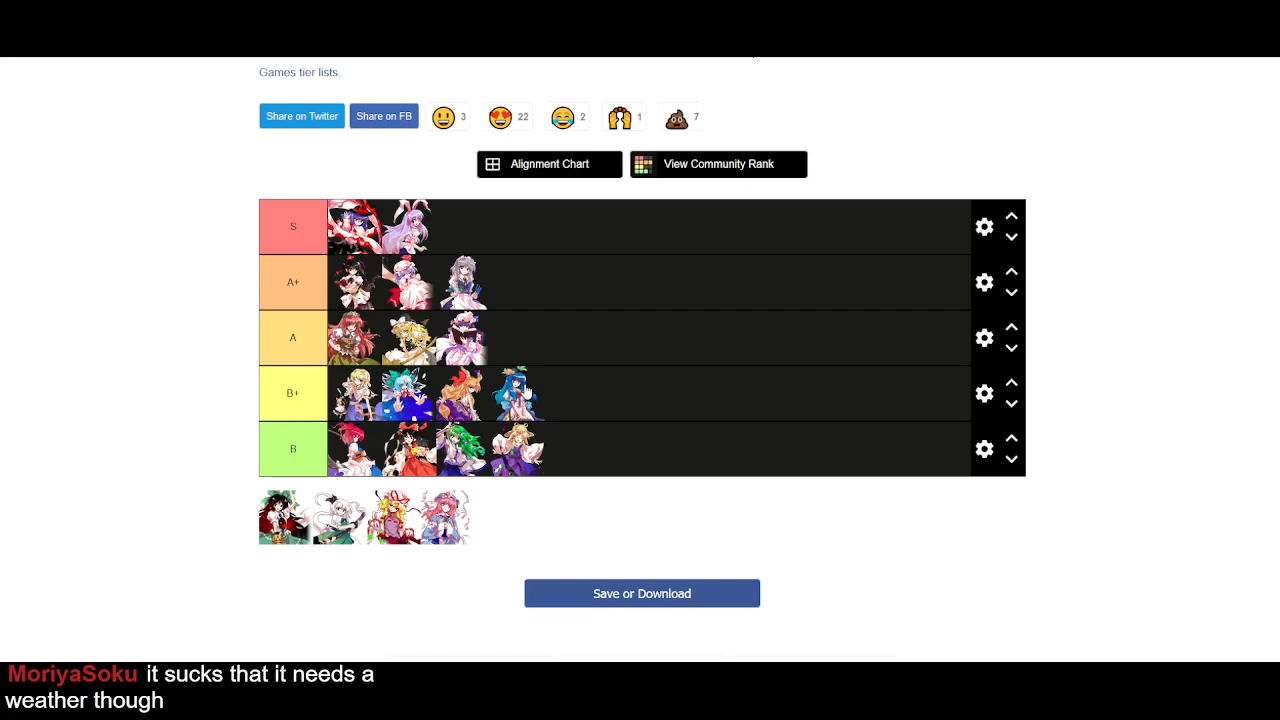 Games tier lists.
Share on Twitter Share on FB 3 22 2 1 7
Alignment Chart View Community Rank
S
A+
A
B+
B
Save or Download
MoriyaSoku it sucks that it needs a
weather though